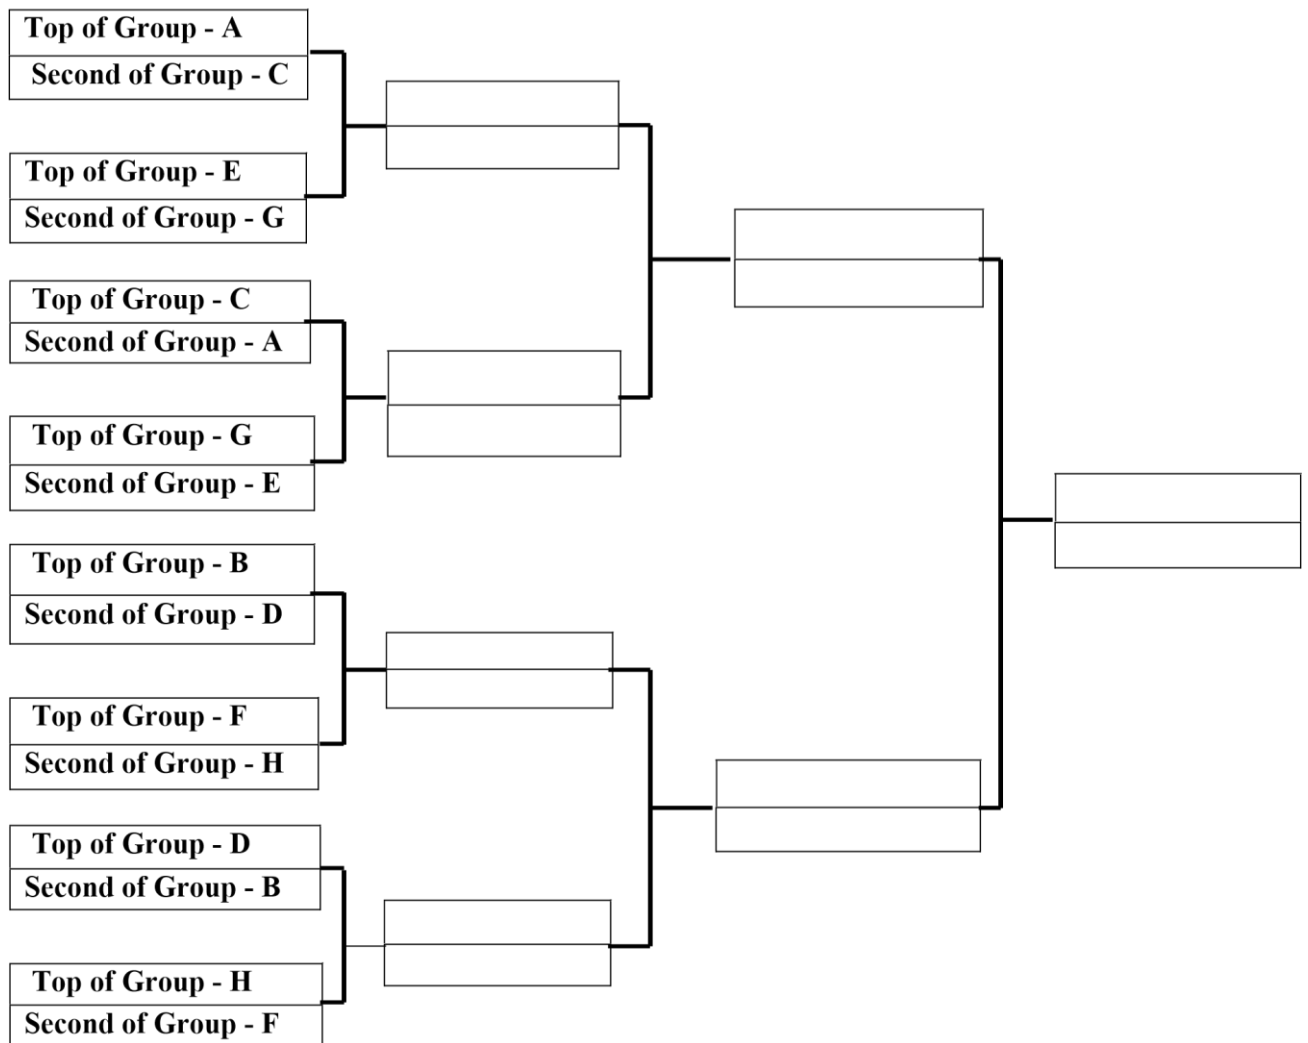 Top of Group - A
Second of Group - C
Top of Group - E
Second of Group - G
Top of Group - C
Second of Group - A
Top of Group - G
Second of Group - E
Top of Group - B
Second of Group - D
Top of Group - F
Second of Group - H
Top of Group - D
Second of Group - B
Top of Group - H
Second of Group - F